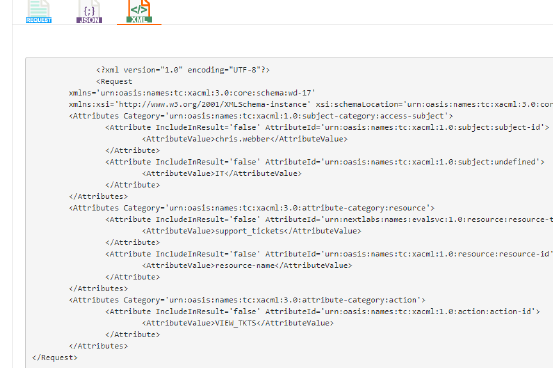 REQUEST
{;}
JSON
</>
XML
<?xml version="1.0" encoding="UTF-8"?>
<Request
xmlns='urn:oasis:names:tc:xacml:3.0:core:schema:wd-17'
xmlns:xsi='http://www.w3.org/2001/XMLSchema-instance' xsi:schemaLocation='urn:oasis:names:tc:xacml:3.0:cor
<Attributes Category='urn:oasis:names:tc:xacml:1.0:subject-category:access-subject'>
<Attribute IncludeInResult='false' AttributeId='urn:oasis:names:tc:xacml:1.0:subject:subject-id'>
<AttributeValue>chris.webber</AttributeValue>
</Attribute>
<Attribute IncludeInResult='false' AttributeId='urn:oasis:names:tc:xacml:1.0:subject:undefined'>
<AttributeValue>IT</AttributeValue>
</Attribute>
</Attributes>
<Attributes Category='urn:oasis:names:tc:xacml:3.0:attribute-category:resource'>
<Attribute IncludeInResult='false' AttributeId='urn:nextlabs:names:evalsvc:1.0:resource:resource-t
<AttributeValue>support_tickets</AttributeValue>
</Attribute>
<Attribute IncludeInResult='false' AttributeId='urn:oasis:names:tc:xacml:1.0:resource:resource-id'
<AttributeValue>resource-name</AttributeValue>
</Attribute>
</Attributes>
<Attributes Category='urn:oasis:names:tc:xacml:3.0:attribute-category:action'>
<Attribute IncludeInResult='false' AttributeId='urn:oasis:names:tc:xacml:1.0:action:action-id'>
<AttributeValue>VIEW_TKTS</AttributeValue>
</Attribute>
</Attributes>
</Request>